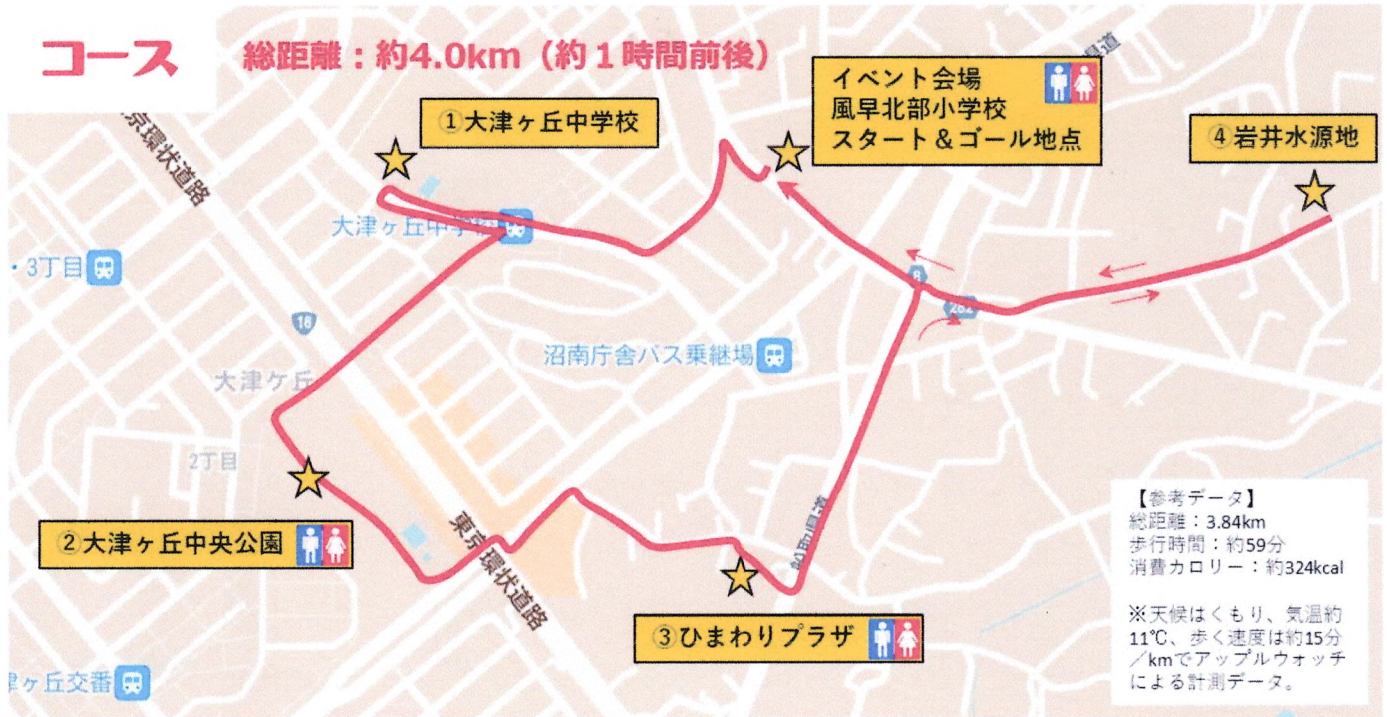 コース
総距離：約4.0km（約１時間前後）
県道
イベント会場
風早北部小学校
スタート＆ゴール地点
①大津ヶ丘中学校
④岩井水源地
京環状道路
大津ヶ丘中学校
・3丁目
8
282
16
沼南庁舎バス乗継場
大津ケ丘
2丁目
②大津ヶ丘中央公園
東京環状道路
船取県道
③ひまわりプラザ
津ヶ丘交番
【参考データ】
総距離：3.84km
歩行時間：約59分
消費カロリー：約324kcal
※天候はくもり、気温約
11℃、歩く速度は約15分
／kmでアップルウォッチ
による計測データ。